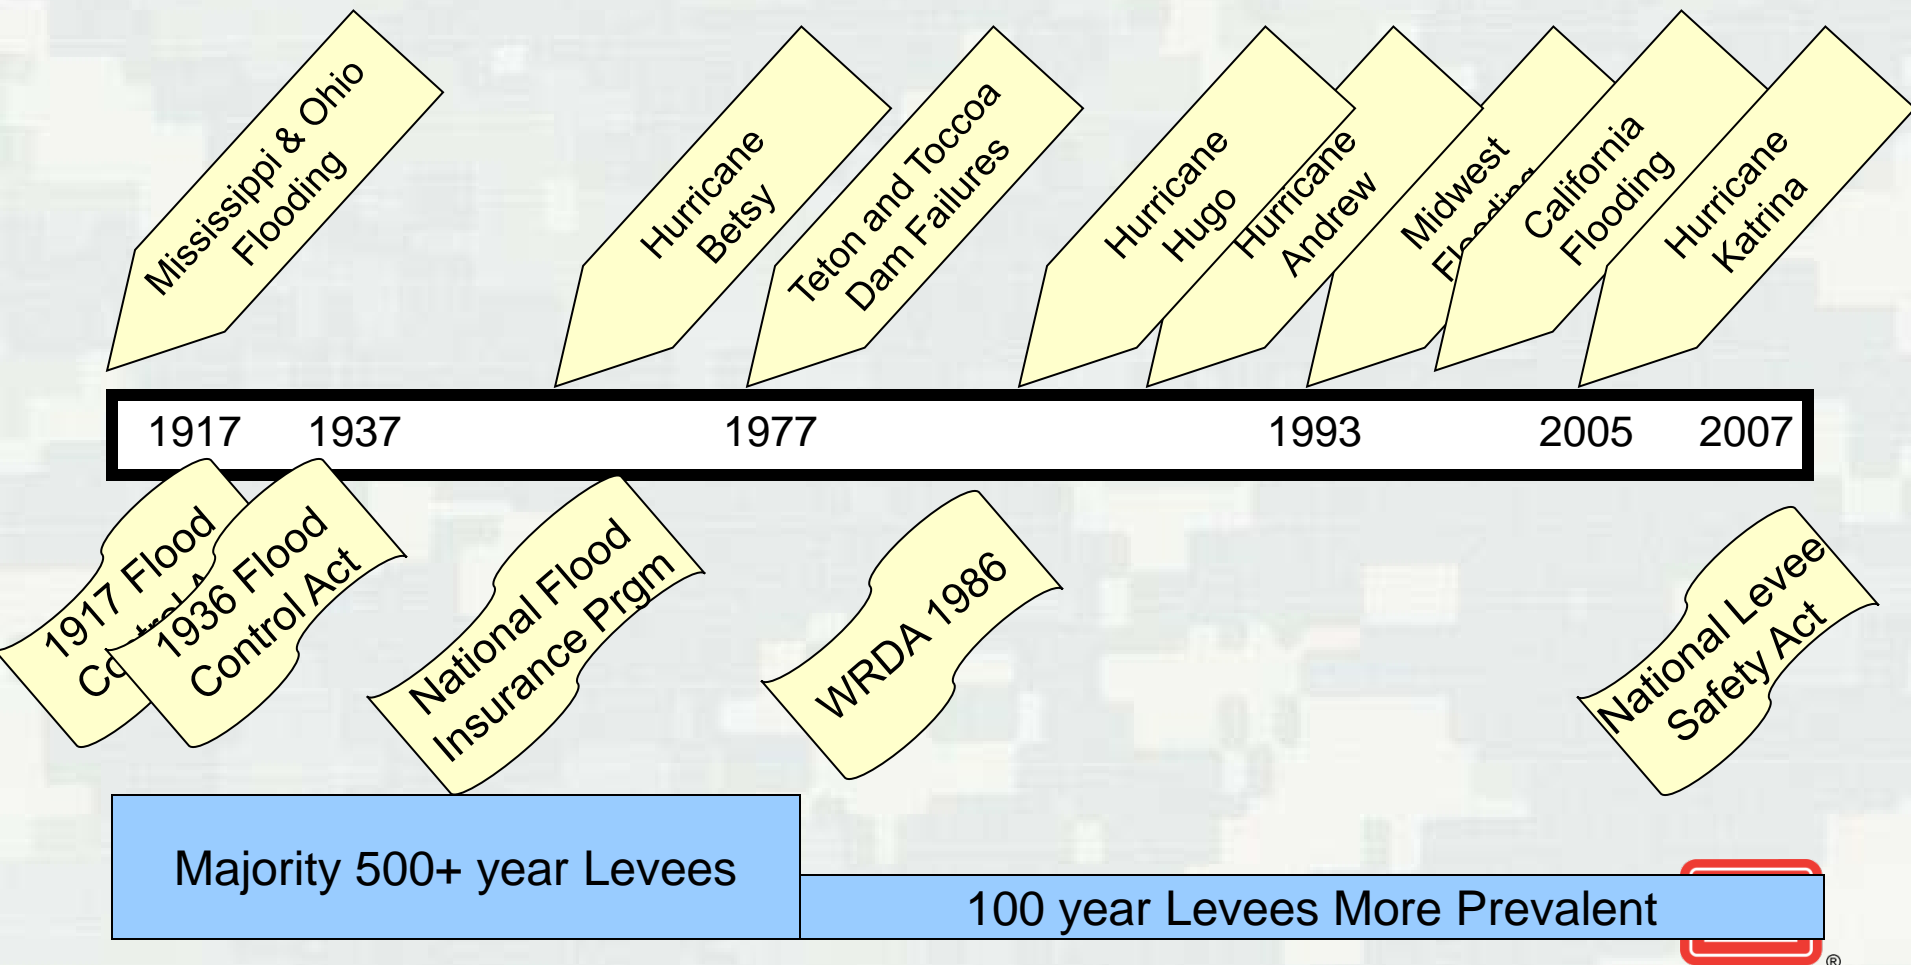 Mississippi & Ohio
Flooding
Hurricane
Betsy
Teton and Toccoa
Dam Failures
Hurricane
Hugo
Hurricane
Andrew
Midwest
Flooding
California
Flooding
Hurricane
Katrina
1917 1937 1977 1993 2005 2007
1917 Flood
Control A
1936 Flood
Control Act
National Flood
Insurance Prgm
WRDA 1986
National Levee
Safety Act
Majority 500+ year Levees
100 year Levees More Prevalent
®